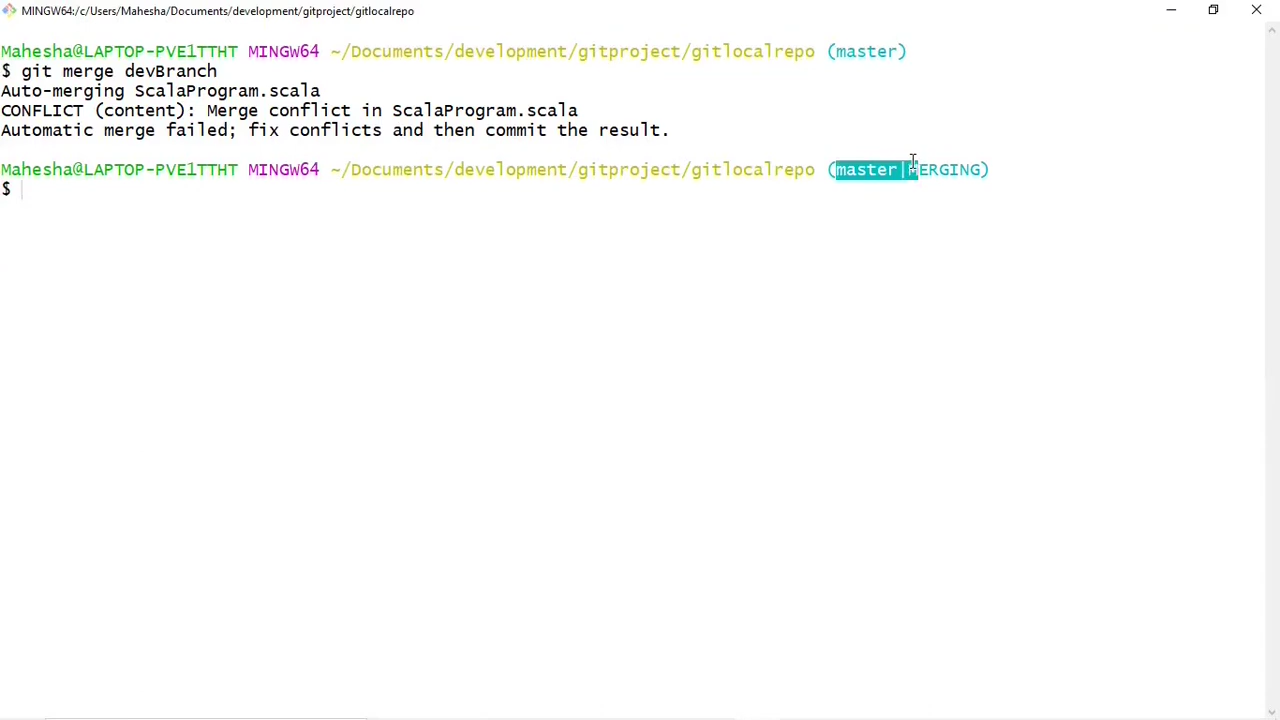 MINGW64:/c/Users/Mahesha/Documents/development/gitproject/gitlocalrepo
Mahesha@LAPTOP-PVE1TTHT MINGW64 ~/Documents/development/gitproject/gitlocalrepo (master)
$ git merge devBranch
Auto-merging ScalaProgram.scala
CONFLICT (content): Merge conflict in ScalaProgram.scala
Automatic merge failed; fix conflicts and then commit the result.
Mahesha@LAPTOP-PVE1TTHT MINGW64 ~/Documents/development/gitproject/gitlocalrepo (master|MERGING)
$